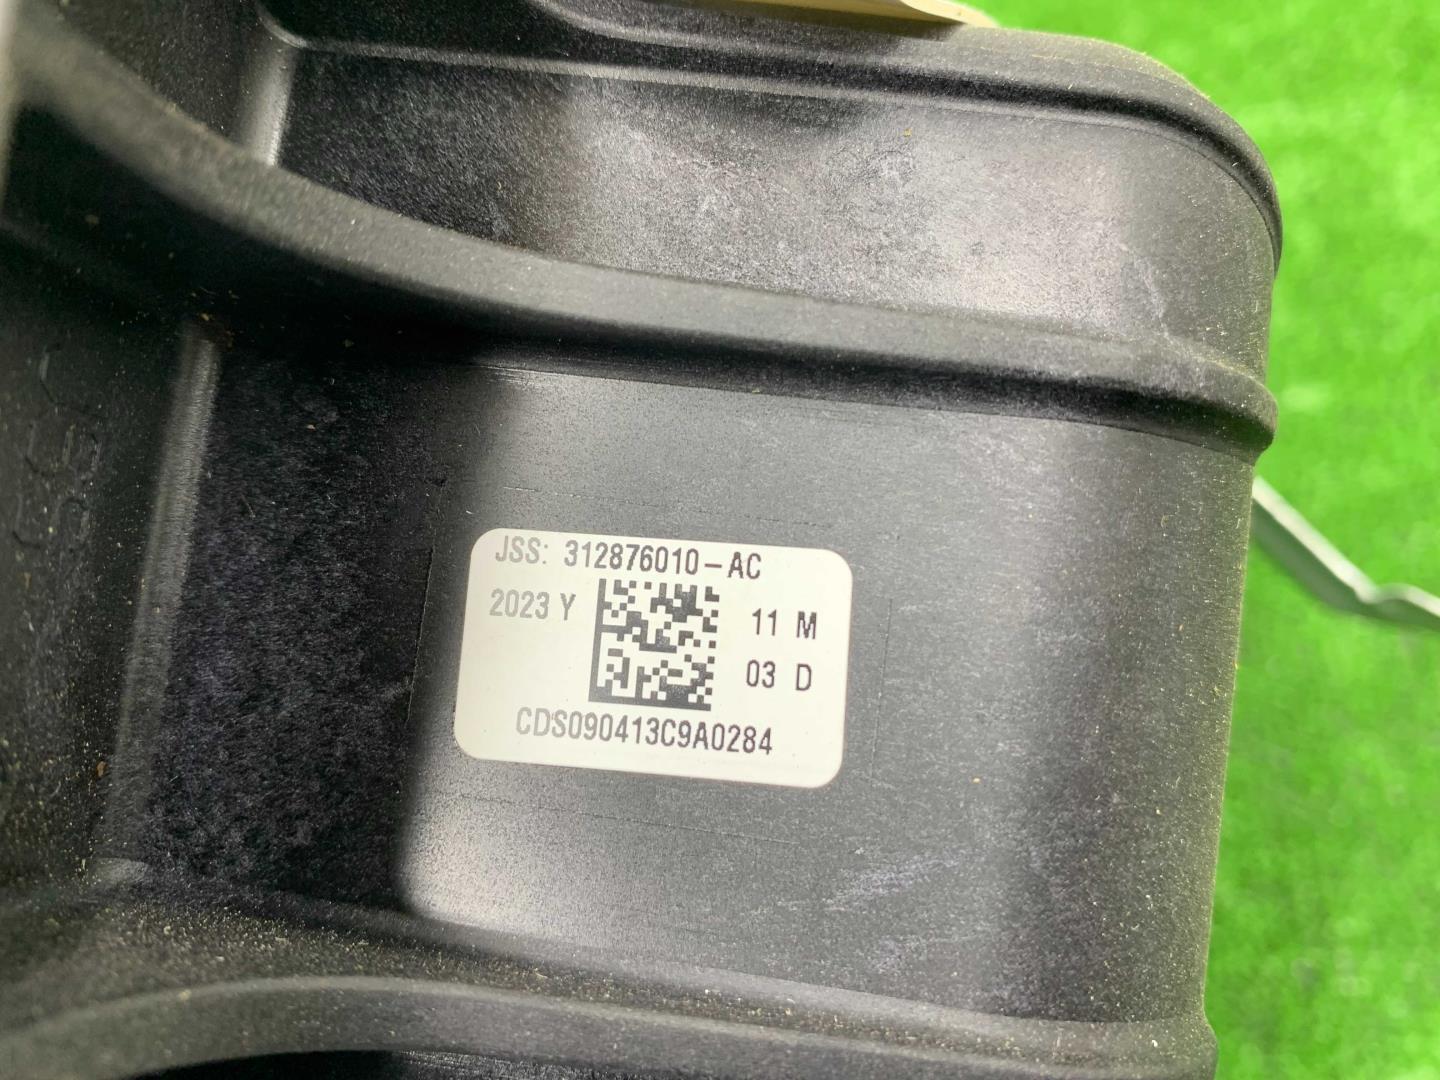 JSS: 312876010-AC
2023 Y
11 M
03 D
CDS090413C9A0284